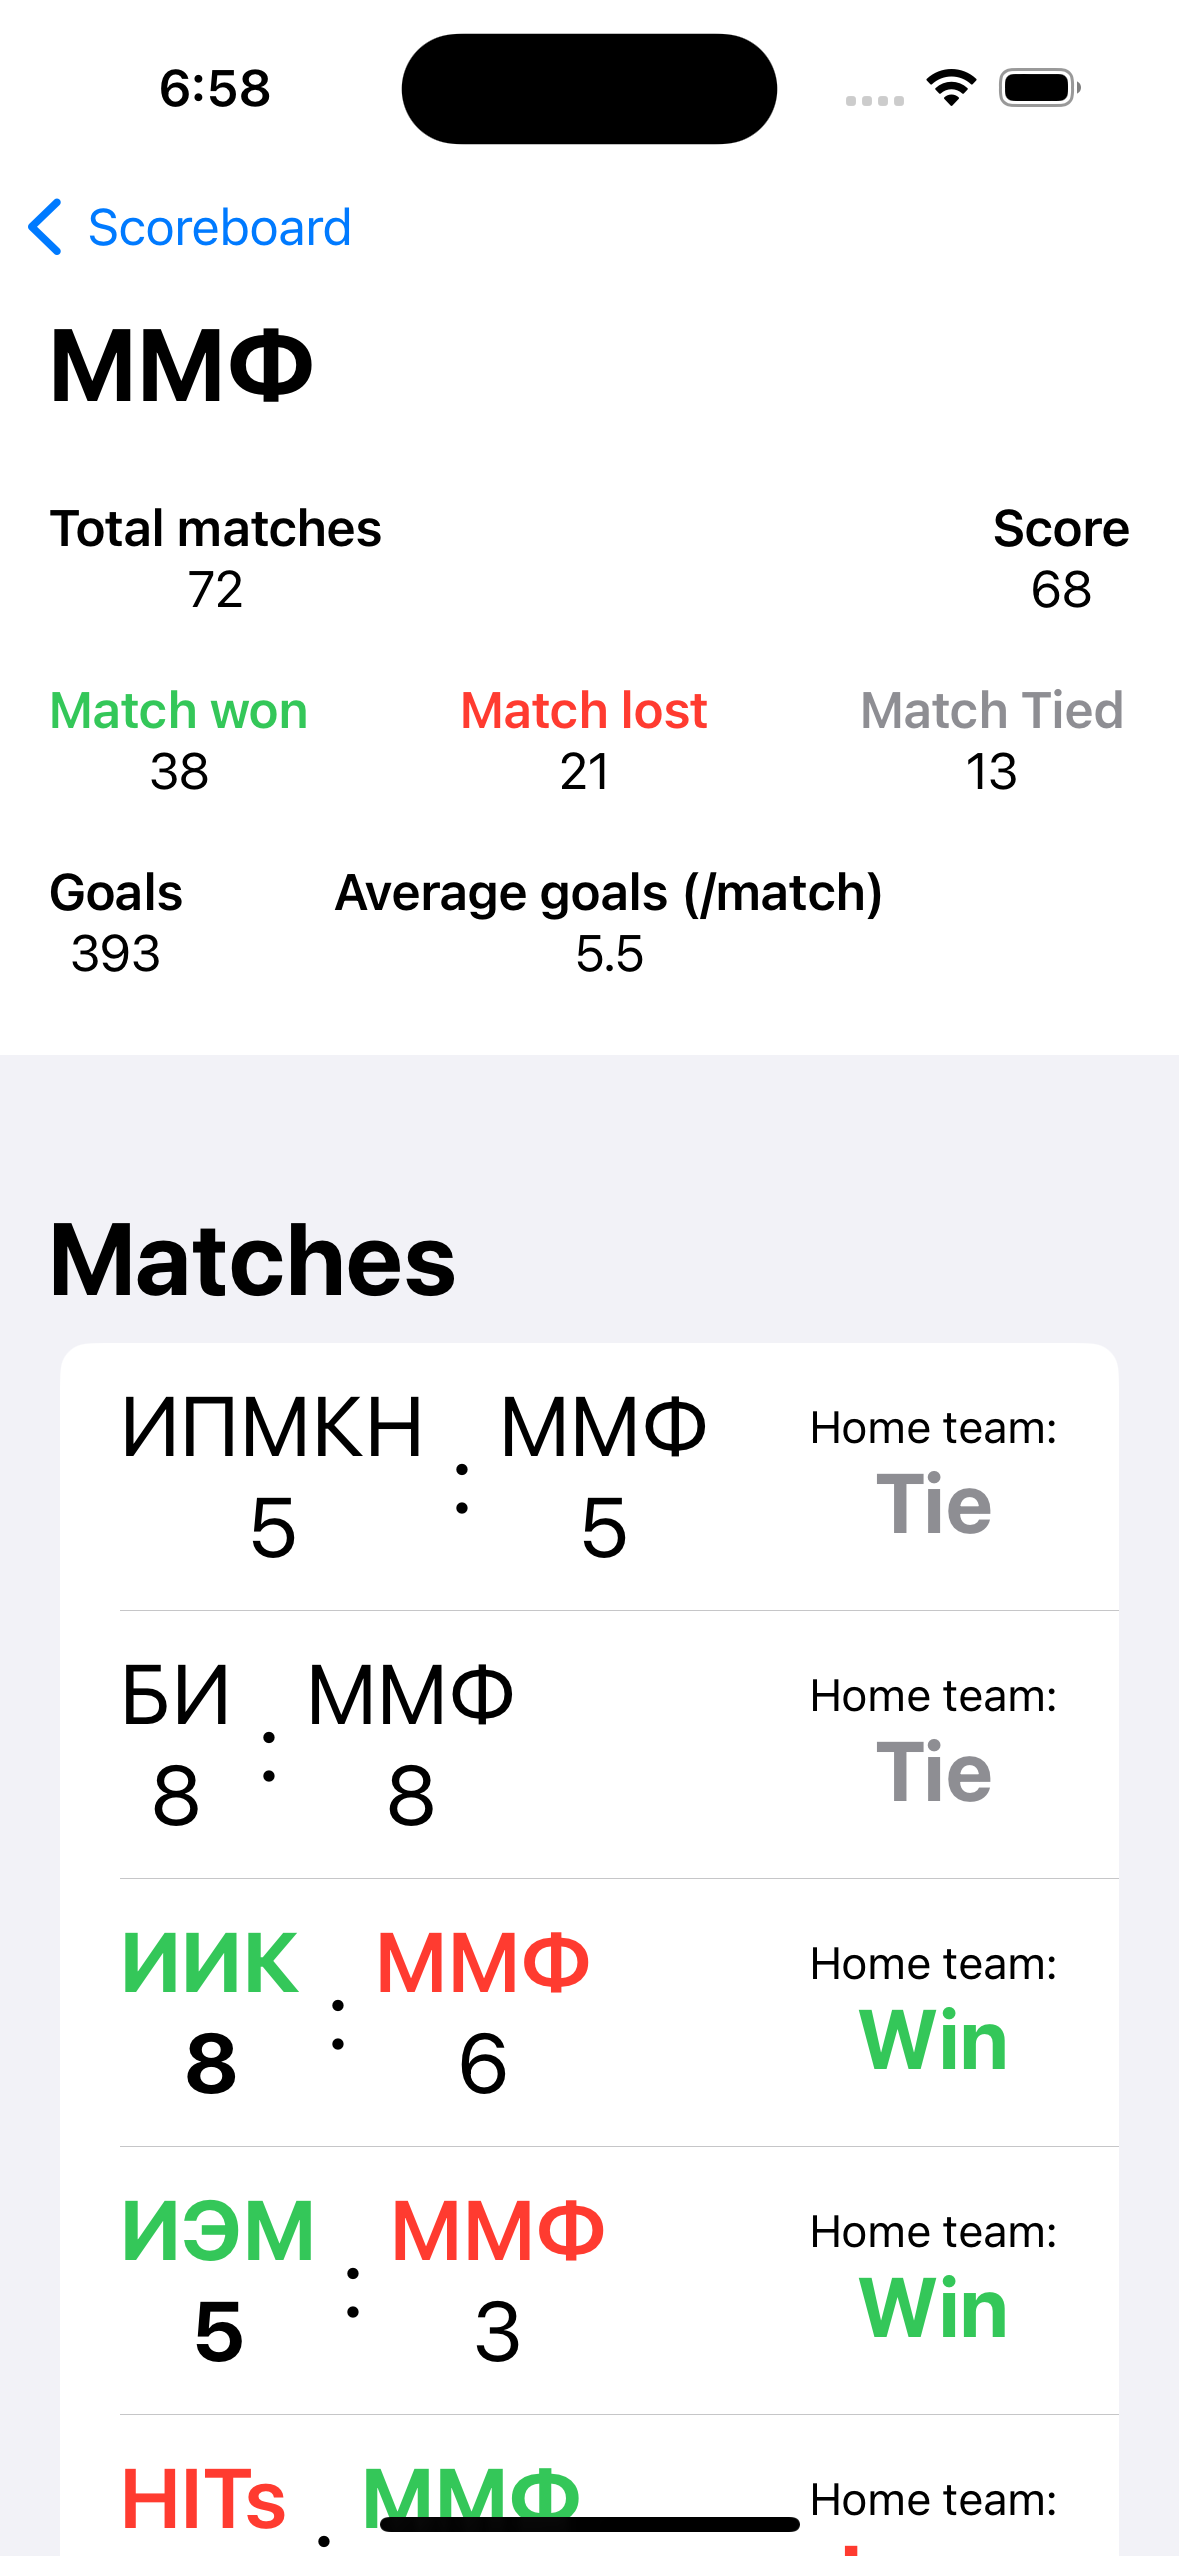 6:58
Scoreboard
ММФ
Total matches Score
72 68
Match won Match lost Match Tied
38 21 13
Goals Average goals (/match)
393 5.5
Matches
ИПМКН : ММФ Home team:
5 5 Tie
БИ : ММФ Home team:
8 8 Tie
ИИК : ММФ Home team:
8 6 Win
ИЭМ : ММФ Home team:
5 3 Win
HITs : ММФ Home team: